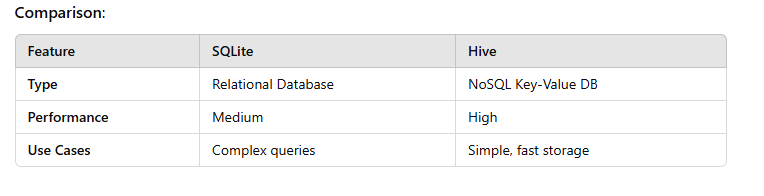 Comparison:
Feature SQLite Hive
Type Relational Database NoSQL Key-Value DB
Performance Medium High
Use Cases Complex queries Simple, fast storage